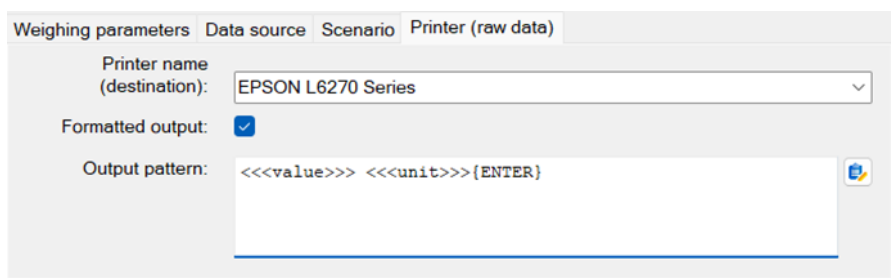 Weighing parameters Data source Scenario Printer (raw data)
Printer name
(destination): EPSON L6270 Series
Formatted output:
Output pattern: <<<value>>> <<<unit>>>{ENTER}